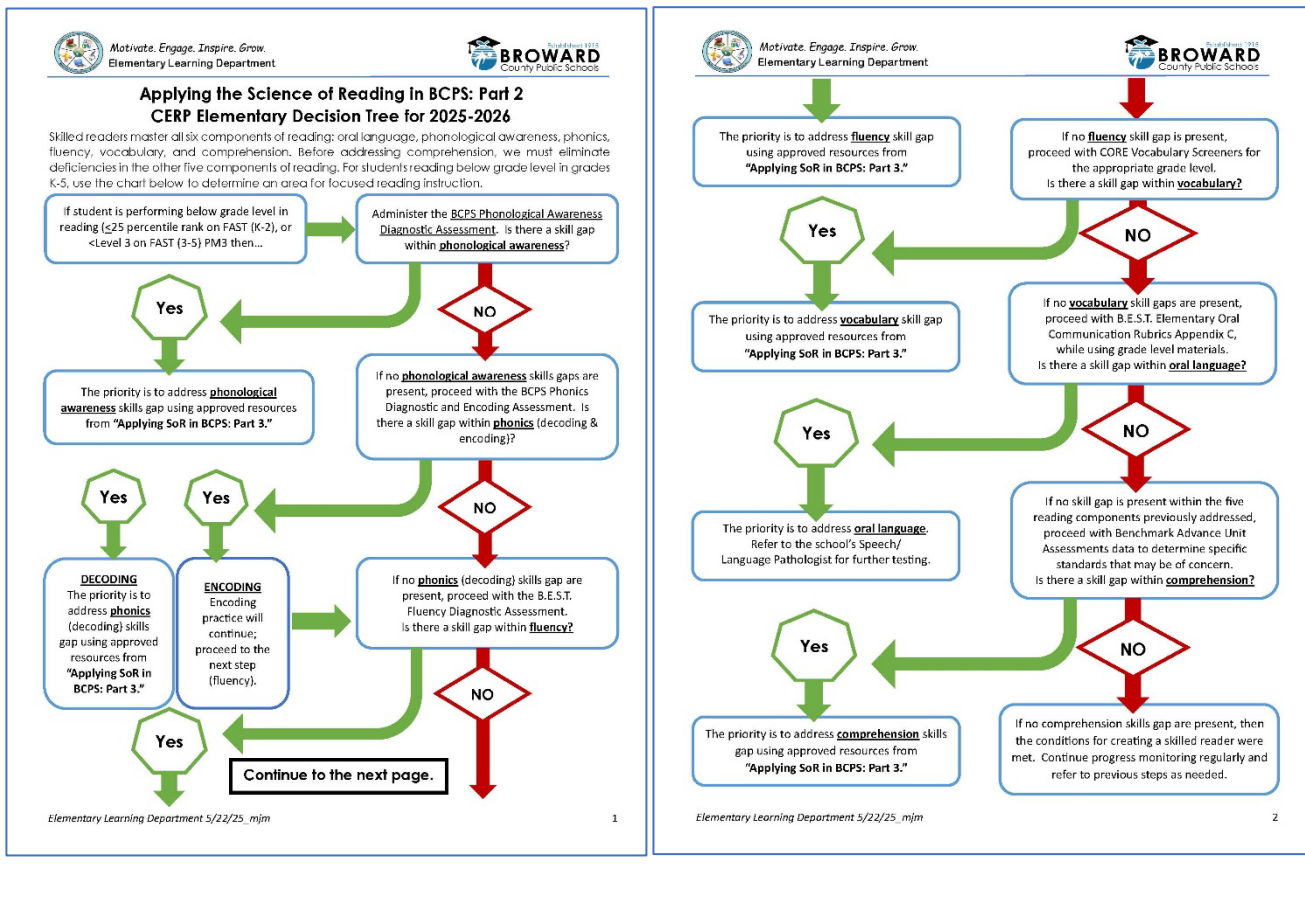 Motivate. Engage. Inspire. Grow.
Elementary Learning Department
Established 1915
BROWARD
County Public Schools
Applying the Science of Reading in BCPS: Part 2
CERP Elementary Decision Tree for 2025-2026
Skilled readers master all six components of reading: oral language, phonological awareness, phonics,
fluency, vocabulary, and comprehension. Before addressing comprehension, we must eliminate
deficiencies in the other five components of reading. For students reading below grade level in grades
K-5, use the chart below to determine an area for focused reading instruction.
If student is performing below grade level in
reading (<25 percentile rank on FAST (K-2), or
<Level 3 on FAST (3-5) PM3 then…
Administer the BCPS Phonological Awareness
Diagnostic Assessment. Is there a skill gap
within phonological awareness?
Yes
NO
The priority is to address phonological
awareness skills gap using approved resources
from “Applying SoR in BCPS: Part 3.”
If no phonological awareness skills gaps are
present, proceed with the BCPS Phonics
Diagnostic and Encoding Assessment. Is
there a skill gap within phonics (decoding &
encoding)?
Yes
Yes
NO
DECODING
The priority is to
address phonics
(decoding) skills
gap using approved
resources from
“Applying SoR in
BCPS: Part 3.”
ENCODING
Encoding
practice will
continue;
proceed to the
next step
(fluency).
If no phonics (decoding) skills gap are
present, proceed with the B.E.S.T.
Fluency Diagnostic Assessment.
Is there a skill gap within fluency?
Yes
NO
Continue to the next page.
Elementary Learning Department 5/22/25_mjm
1
Motivate. Engage. Inspire. Grow.
Elementary Learning Department
Established 1915
BROWARD
County Public Schools
The priority is to address fluency skill gap
using approved resources from
“Applying SoR in BCPS: Part 3.”
If no fluency skill gap is present,
proceed with CORE Vocabulary Screeners for
the appropriate grade level.
Is there a skill gap within vocabulary?
Yes
NO
The priority is to address vocabulary skill gap
using approved resources from
“Applying SoR in BCPS: Part 3.”
If no vocabulary skill gaps are present,
proceed with B.E.S.T. Elementary Oral
Communication Rubrics Appendix C,
while using grade level materials.
Is there a skill gap within oral language?
Yes
NO
The priority is to address oral language.
Refer to the school’s Speech/
Language Pathologist for further testing.
If no skill gap is present within the five
reading components previously addressed,
proceed with Benchmark Advance Unit
Assessments data to determine specific
standards that may be of concern.
Is there a skill gap within comprehension?
Yes
NO
The priority is to address comprehension skills
gap using approved resources from
“Applying SoR in BCPS: Part 3.”
If no comprehension skills gap are present, then
the conditions for creating a skilled reader were
met. Continue progress monitoring regularly and
refer to previous steps as needed.
Elementary Learning Department 5/22/25_mjm
2